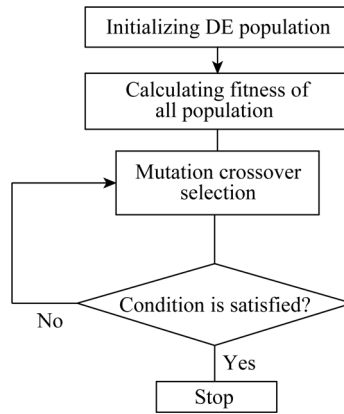 Initializing DE population
Calculating fitness of
all population
Mutation crossover
selection
Condition is satisfied?
No
Yes
Stop